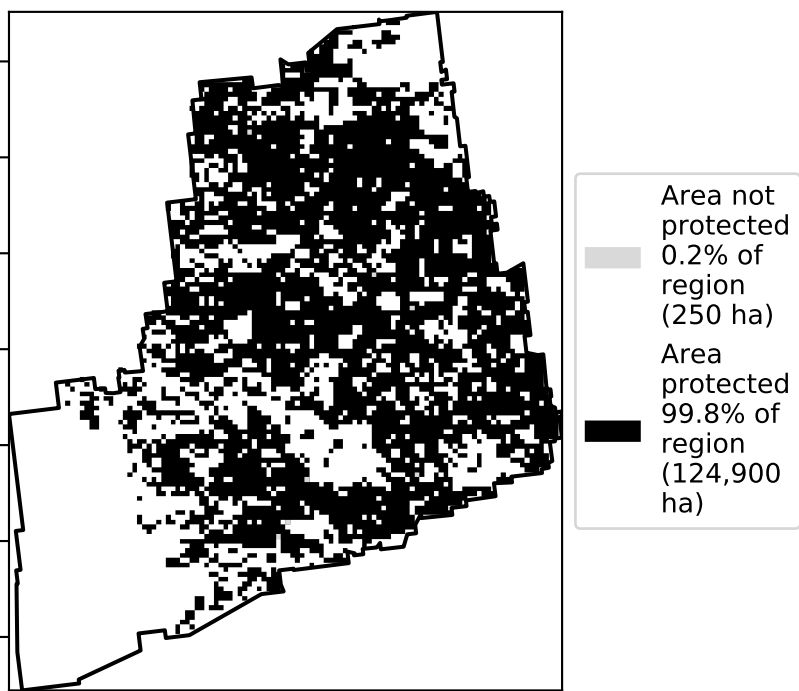 Area not
protected
0.2% of
region
(250 ha)
Area
protected
99.8% of
region
(124,900
ha)